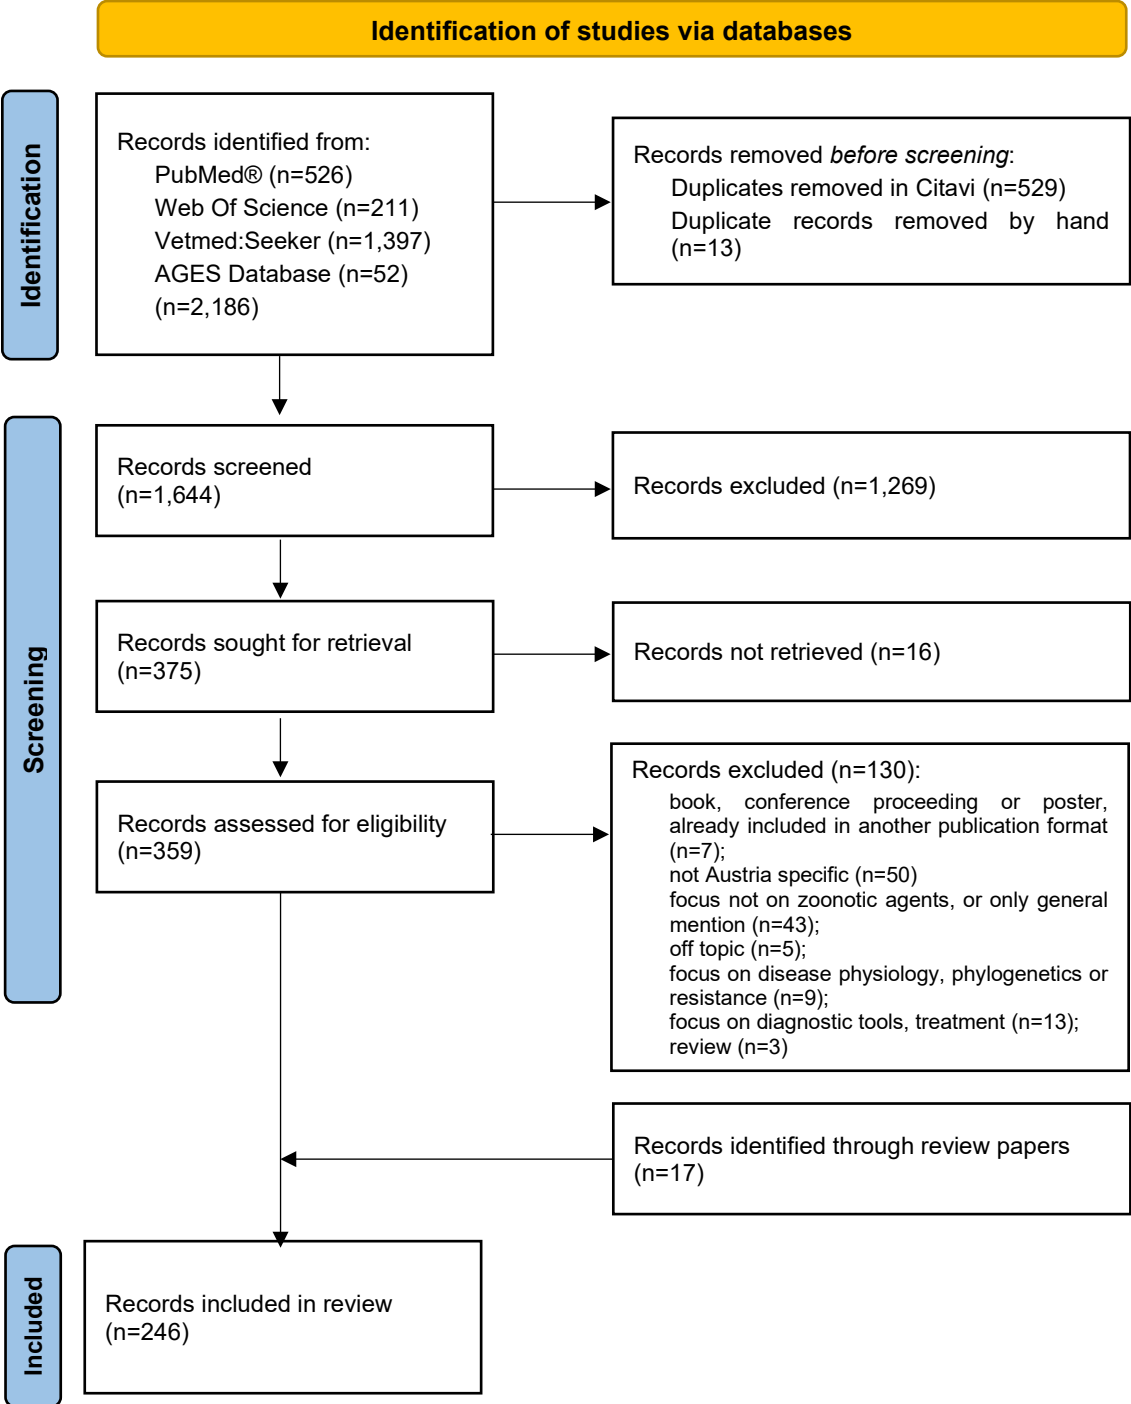 Identification of studies via databases
Identification
Records identified from:
PubMed® (n=526)
Web Of Science (n=211)
Vetmed:Seeker (n=1,397)
AGES Database (n=52)
(n=2,186)
Records removed before screening:
Duplicates removed in Citavi (n=529)
Duplicate records removed by hand
(n=13)
Screening
Records screened
(n=1,644)
Records excluded (n=1,269)
Records sought for retrieval
(n=375)
Records not retrieved (n=16)
Records assessed for eligibility
(n=359)
Records excluded (n=130):
book, conference proceeding or poster,
already included in another publication format
(n=7);
not Austria specific (n=50)
focus not on zoonotic agents, or only general
mention (n=43);
off topic (n=5);
focus on disease physiology, phylogenetics or
resistance (n=9);
focus on diagnostic tools, treatment (n=13);
review (n=3)
Records identified through review papers
(n=17)
Included
Records included in review
(n=246)